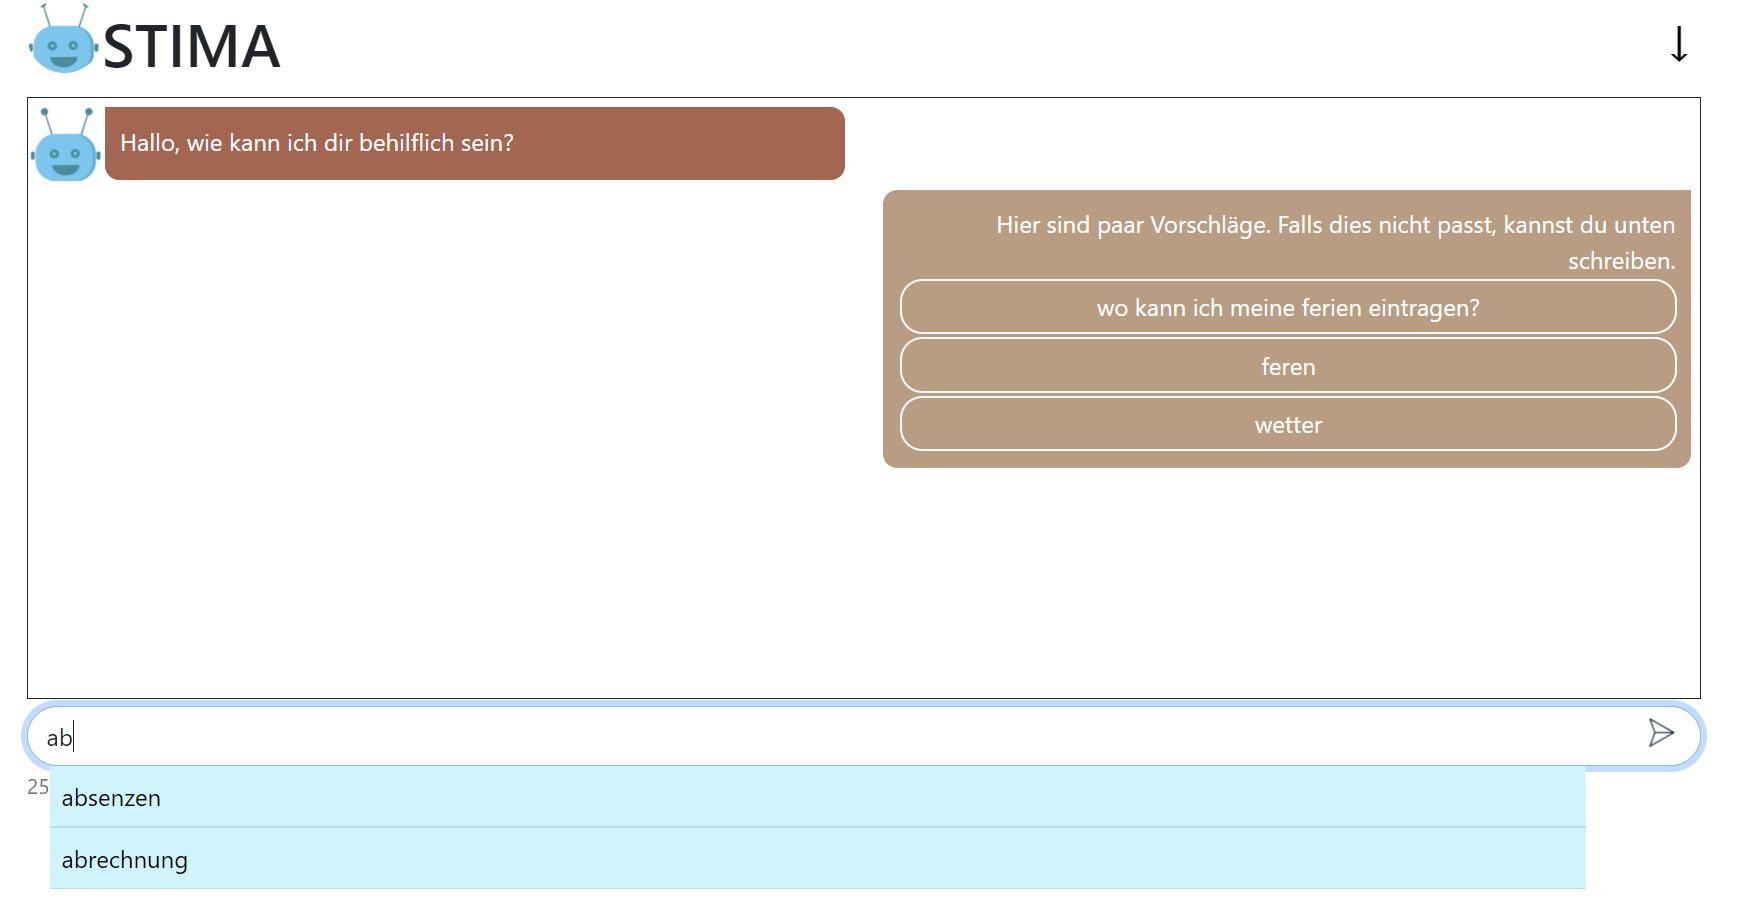 STIMA
↓
Hallo, wie kann ich dir behilflich sein?
Hier sind paar Vorschläge. Falls dies nicht passt, kannst du unten
schreiben.
wo kann ich meine ferien eintragen?
feren
wetter
ab
25
absenzen
abrechnung